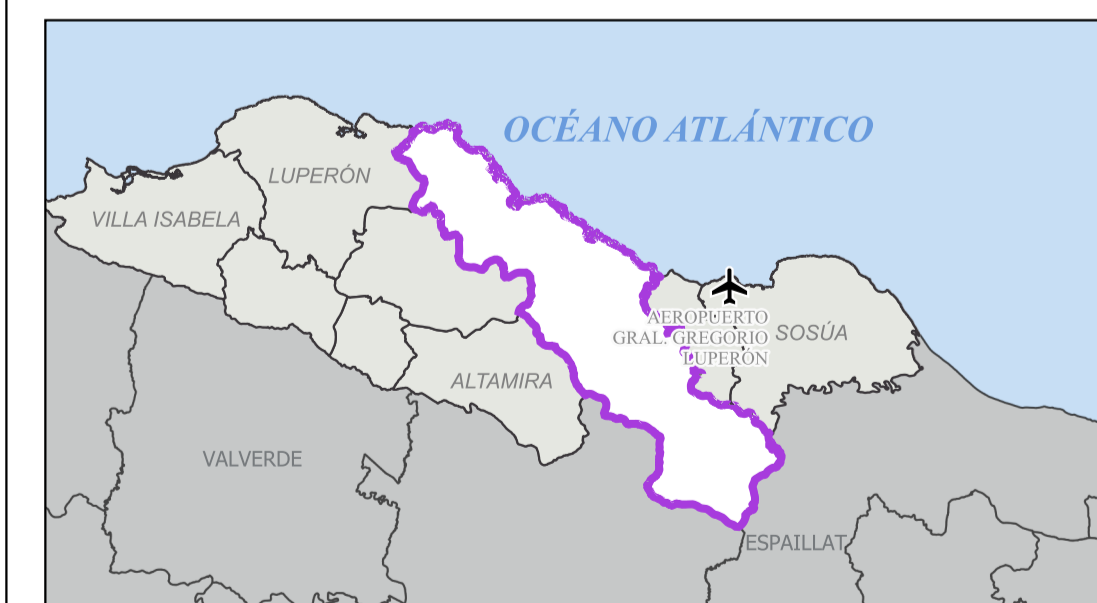 OCÉANO ATLÁNTICO
LUPERÓN
VILLA ISABELA
AEROPUERTO
GRAL. GREGORIO
LUPERÓN
SOSÚA
ALTAMIRA
VALVERDE
ESPAILLAT